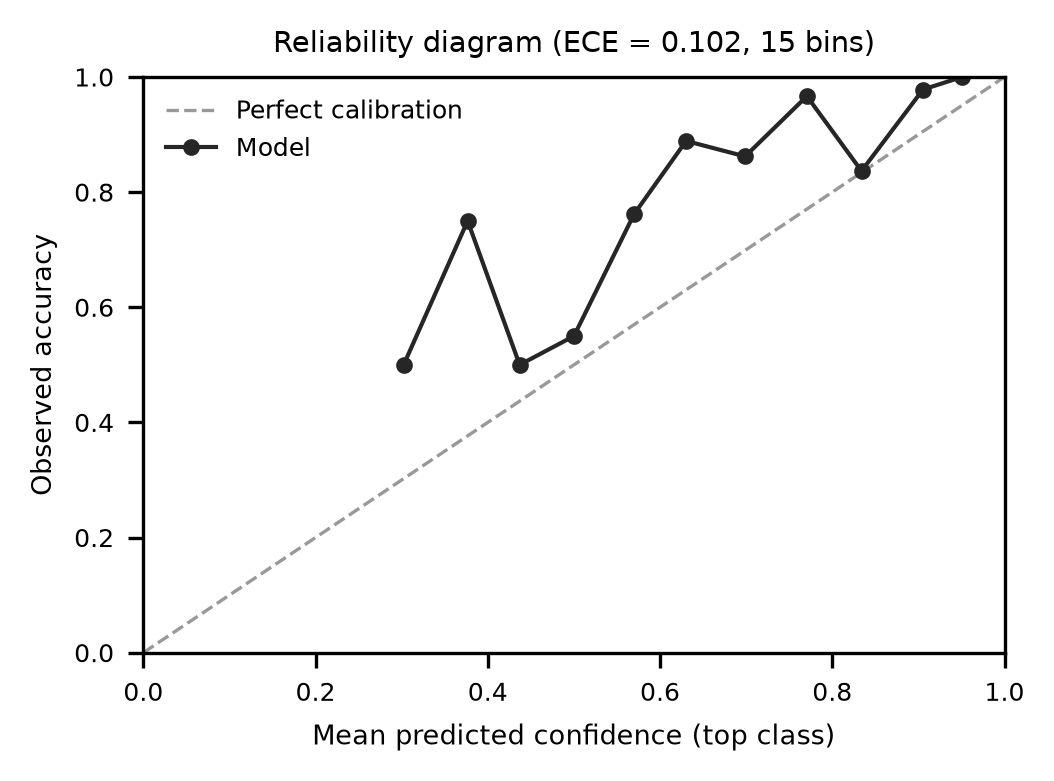 Reliability diagram (ECE = 0.102, 15 bins)
Perfect calibration
Model
Observed accuracy
1.0
0.8
0.6
0.4
0.2
0.0
0.0 0.2 0.4 0.6 0.8 1.0
Mean predicted confidence (top class)